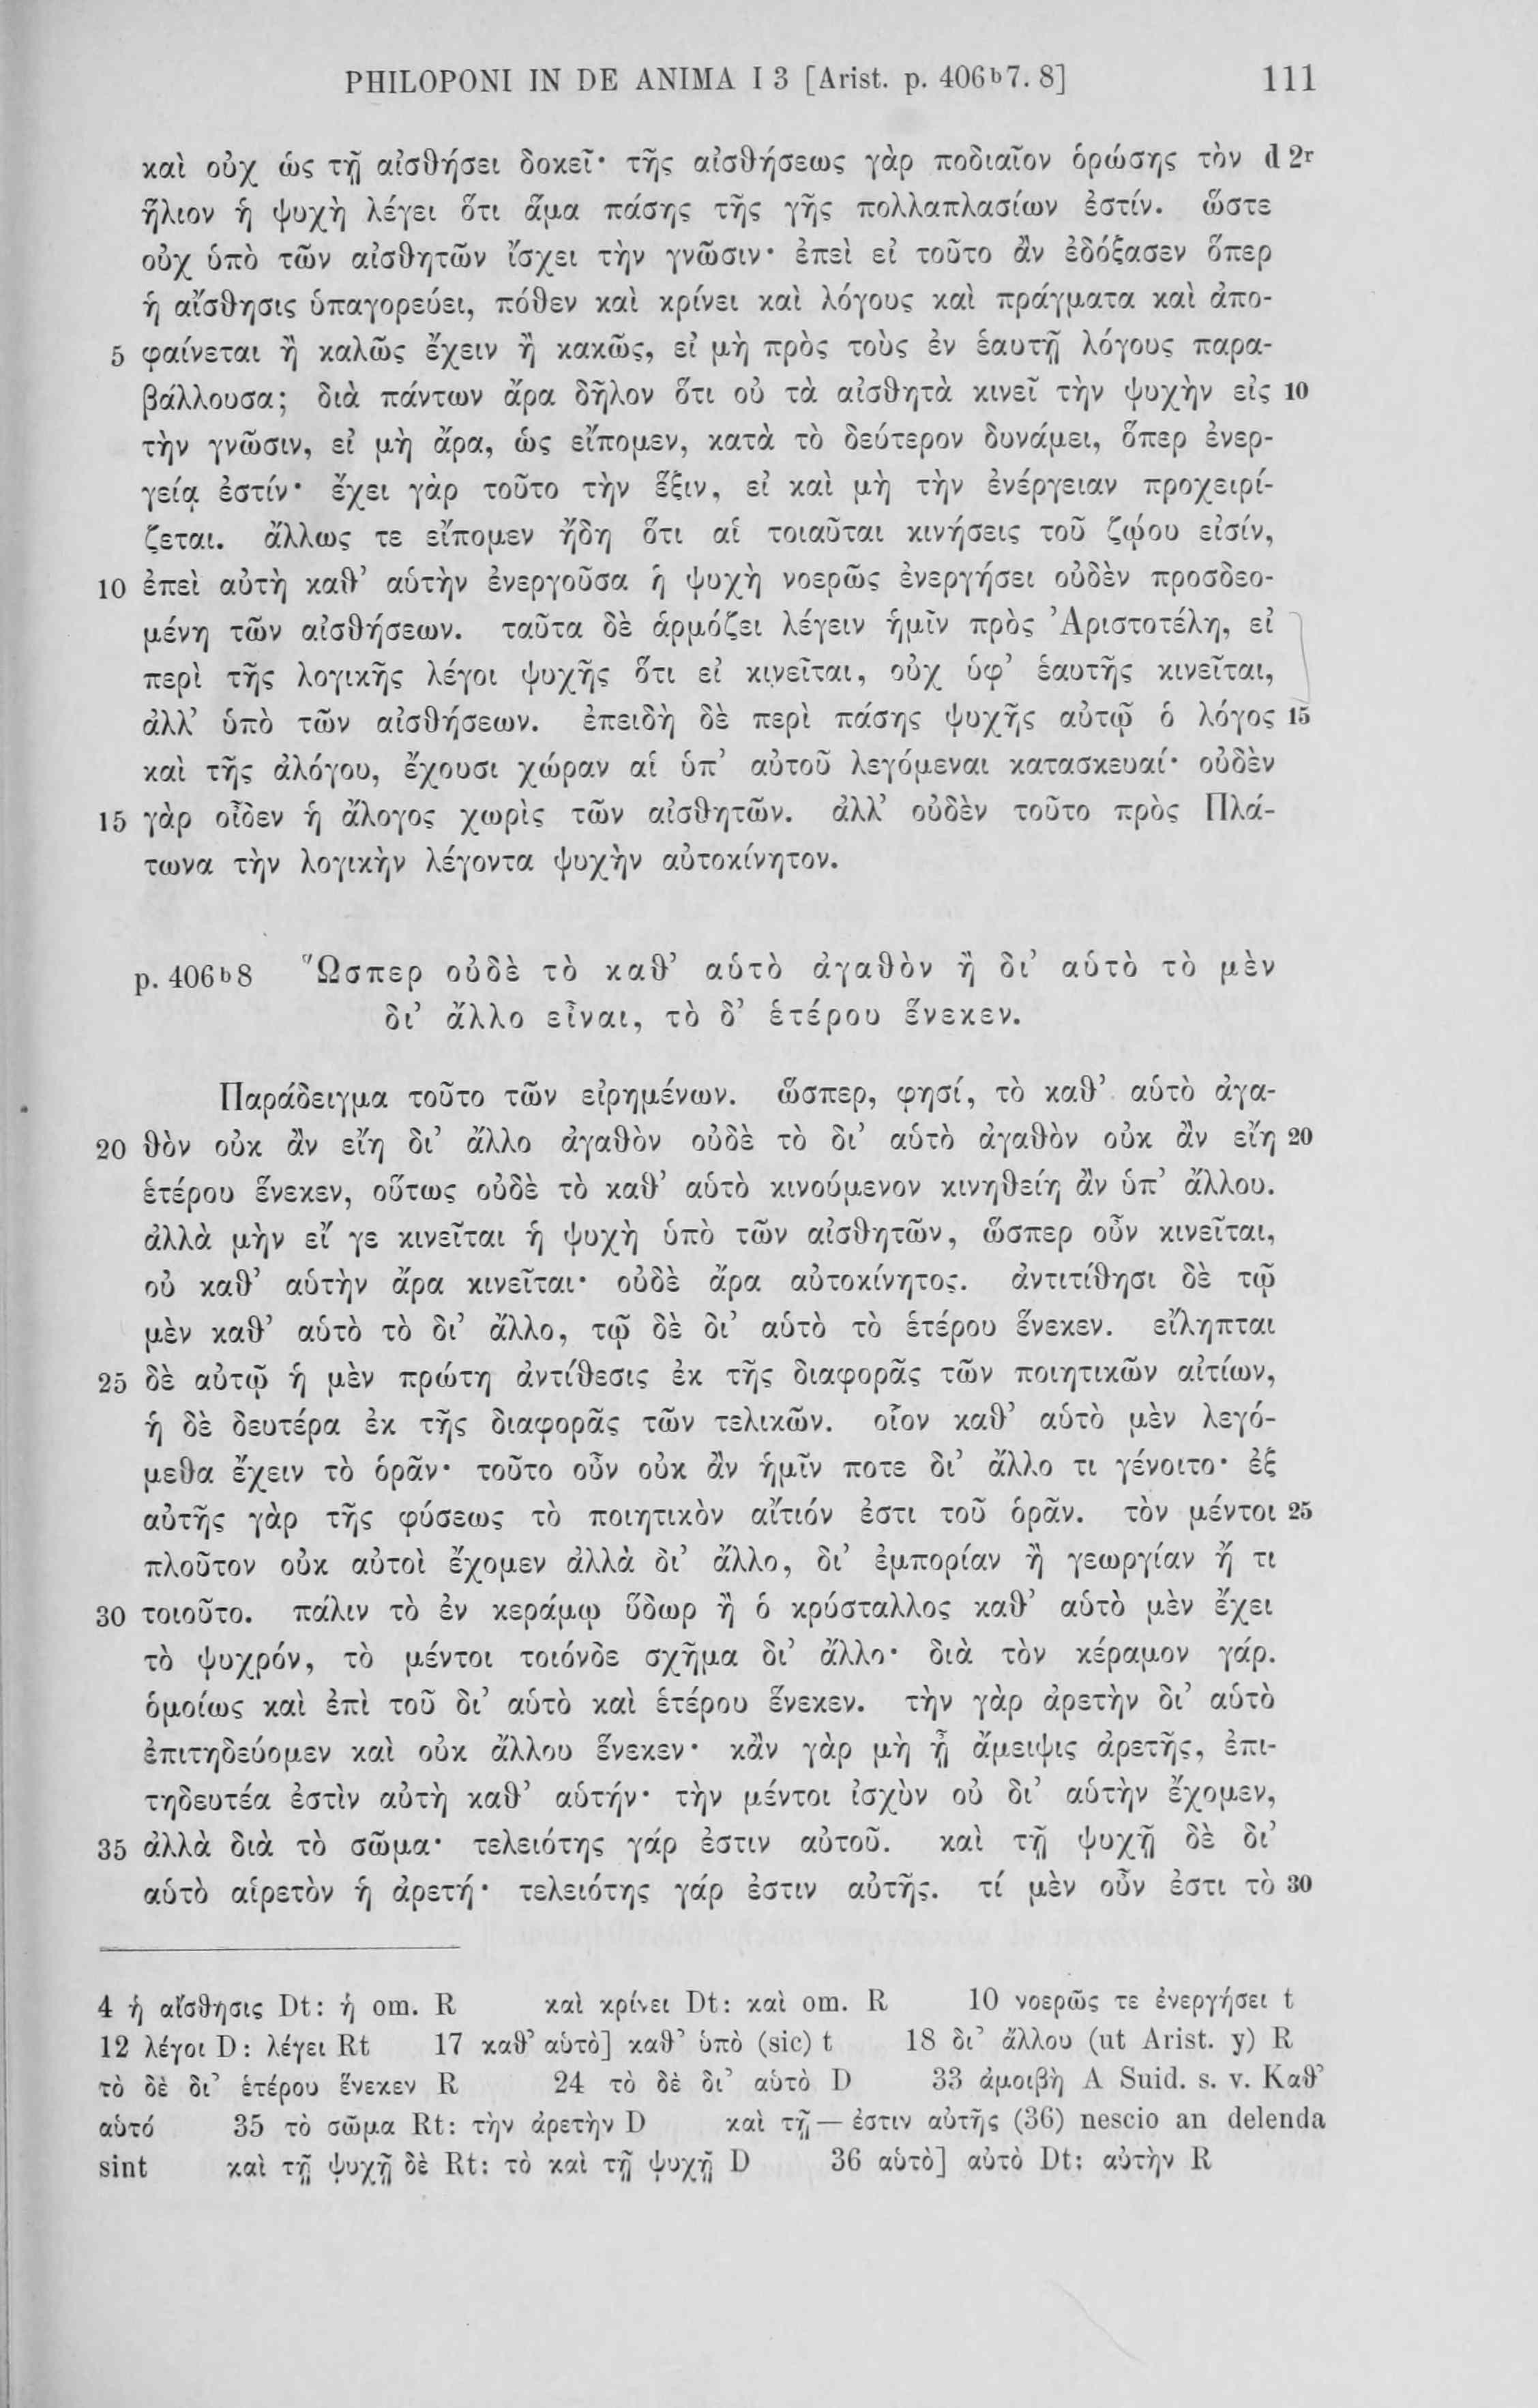 PHILOPONI IN DE ANIMA I 3 [Arist. p. 406ᵇ7. 8] 111
καὶ οὐχ ὡς τῇ αἰσθήσει δοκεῖ· τῆς αἰσθήσεως γὰρ ποδιαῖον ὁρώσης τὸν d 2r
ἥλιον ἡ ψυχὴ λέγει ὅτι ἅμα πάσης τῆς γῆς πολλαπλασίων ἐστίν. ὥστε
οὐχ ὑπὸ τῶν αἰσθητῶν ἴσχει τὴν γνῶσιν· ἐπεὶ εἰ τοῦτο ἂν ἐδόξασεν ὅπερ
ἡ αἴσθησις ὑπαγορεύει, πόθεν καὶ κρίνει καὶ λόγους καὶ πράγματα καὶ ἀπο-
5 φαίνεται ἢ καλῶς ἔχειν ἢ κακῶς, εἰ μὴ πρὸς τοὺς ἐν ἑαυτῇ λόγους παρα-
βάλλουσα; διὰ πάντων ἄρα δῆλον ὅτι οὐ τὰ αἰσθητὰ κινεῖ τὴν ψυχὴν εἰς 10
τὴν γνῶσιν, εἰ μὴ ἄρα, ὡς εἴπομεν, κατὰ τὸ δεύτερον δυνάμει, ὅπερ ἐνερ-
γείᾳ ἐστίν· ἔχει γὰρ τοῦτο τὴν ἕξιν, εἰ καὶ μὴ τὴν ἐνέργειαν προχειρί-
ζεται. ἄλλως τε εἴπομεν ἤδη ὅτι αἱ τοιαῦται κινήσεις τοῦ ζῴου εἰσίν,
10 ἐπεὶ αὐτὴ καθ’ αὑτὴν ἐνεργοῦσα ἡ ψυχὴ νοερῶς ἐνεργήσει οὐδὲν προσδεο-
μένη τῶν αἰσθήσεων. ταῦτα δὲ ἁρμόζει λέγειν ἡμῖν πρὸς Ἀριστοτέλη, εἰ
περὶ τῆς λογικῆς λέγοι ψυχῆς ὅτι εἰ κινεῖται, οὐχ ὑφ’ ἑαυτῆς κινεῖται,
ἀλλ’ ὑπὸ τῶν αἰσθήσεων. ἐπειδὴ δὲ περὶ πάσης ψυχῆς αὐτῷ ὁ λόγος 15
καὶ τῆς ἀλόγου, ἔχουσι χώραν αἱ ὑπ’ αὐτοῦ λεγόμεναι κατασκευαί· οὐδὲν
15 γὰρ οἶδεν ἡ ἄλογος χωρὶς τῶν αἰσθητῶν. ἀλλ’ οὐδὲν τοῦτο πρὸς Πλά-
τωνα τὴν λογικὴν λέγοντα ψυχὴν αὐτοκίνητον.
p. 406ᵇ8 Ὥσπερ οὐδὲ τὸ καθ’ αὑτὸ ἀγαθὸν ἢ δι’ αὑτὸ τὸ μὲν
δι’ ἄλλο εἶναι, τὸ δ’ ἑτέρου ἕνεκεν.
Παράδειγμα τοῦτο τῶν εἰρημένων. ὥσπερ, φησί, τὸ καθ’ αὑτὸ ἀγα-
20 θὸν οὐκ ἂν εἴη δι’ ἄλλο ἀγαθὸν οὐδὲ τὸ δι’ αὑτὸ ἀγαθὸν οὐκ ἂν εἴη 20
ἑτέρου ἕνεκεν, οὕτως οὐδὲ τὸ καθ’ αὑτὸ κινούμενον κινηθείη ἂν ὑπ’ ἄλλου.
ἀλλὰ μὴν εἴ γε κινεῖται ἡ ψυχὴ ὑπὸ τῶν αἰσθητῶν, ὥσπερ οὖν κινεῖται,
οὐ καθ’ αὑτὴν ἄρα κινεῖται· οὐδὲ ἄρα αὐτοκίνητος. ἀντιτίθησι δὲ τῷ
μὲν καθ’ αὑτὸ τὸ δι’ ἄλλο, τῷ δὲ δι’ αὑτὸ τὸ ἑτέρου ἕνεκεν. εἴληπται
25 δὲ αὐτῷ ἡ μὲν πρώτη ἀντίθεσις ἐκ τῆς διαφορᾶς τῶν ποιητικῶν αἰτίων,
ἡ δὲ δευτέρα ἐκ τῆς διαφορᾶς τῶν τελικῶν. οἷον καθ’ αὑτὸ μὲν λεγό-
μεθα ἔχειν τὸ ὁρᾶν· τοῦτο οὖν οὐκ ἂν ἡμῖν ποτε δι’ ἄλλο τι γένοιτο· ἐξ
αὐτῆς γὰρ τῆς φύσεως τὸ ποιητικὸν αἴτιόν ἐστι τοῦ ὁρᾶν. τὸν μέντοι 25
πλοῦτον οὐκ αὐτοὶ ἔχομεν ἀλλὰ δι’ ἄλλο, δι’ ἐμπορίαν ἢ γεωργίαν ἤ τι
30 τοιοῦτο. πάλιν τὸ ἐν κεράμῳ ὕδωρ ἢ ὁ κρύσταλλος καθ’ αὑτὸ μὲν ἔχει
τὸ ψυχρόν, τὸ μέντοι τοιόνδε σχῆμα δι’ ἄλλο· διὰ τὸν κέραμον γάρ.
ὁμοίως καὶ ἐπὶ τοῦ δι’ αὑτὸ καὶ ἑτέρου ἕνεκεν. τὴν γὰρ ἀρετὴν δι’ αὑτὸ
ἐπιτηδεύομεν καὶ οὐκ ἄλλου ἕνεκεν· κἂν γὰρ μὴ ᾖ ἄμειψις ἀρετῆς, ἐπι-
τηδευτέα ἐστὶν αὐτὴ καθ’ αὑτήν· τὴν μέντοι ἰσχὺν οὐ δι’ αὑτὴν ἔχομεν,
35 ἀλλὰ διὰ τὸ σῶμα· τελειότης γάρ ἐστιν αὐτοῦ. καὶ τῇ ψυχῇ δὲ δι’
αὑτὸ αἱρετὸν ἡ ἀρετή· τελειότης γάρ ἐστιν αὐτῆς. τί μὲν οὖν ἐστι τὸ 30
4 ἡ αἴσθησις Dt: ἡ om. R καὶ κρίνει Dt: καὶ om. R 10 νοερῶς τε ἐνεργήσει t
12 λέγοι D: λέγει Rt 17 καθ’ αὑτὸ] καθ’ ὑπὸ (sic) t 18 δι’ ἄλλου (ut Arist. y) R
τὸ δὲ δι’ ἑτέρου ἕνεκεν R 24 τὸ δὲ δι’ αὑτὸ D 33 ἀμοιβὴ A Suid. s. v. Καθ’
αὑτό 35 τὸ σῶμα Rt: τὴν ἀρετὴν D καὶ τῇ — ἐστιν αὐτῆς (36) nescio an delenda
sint καὶ τῇ ψυχῇ δὲ Rt: τὸ καὶ τῇ ψυχῇ D 36 αὑτὸ] αὐτὸ Dt: αὐτὴν R